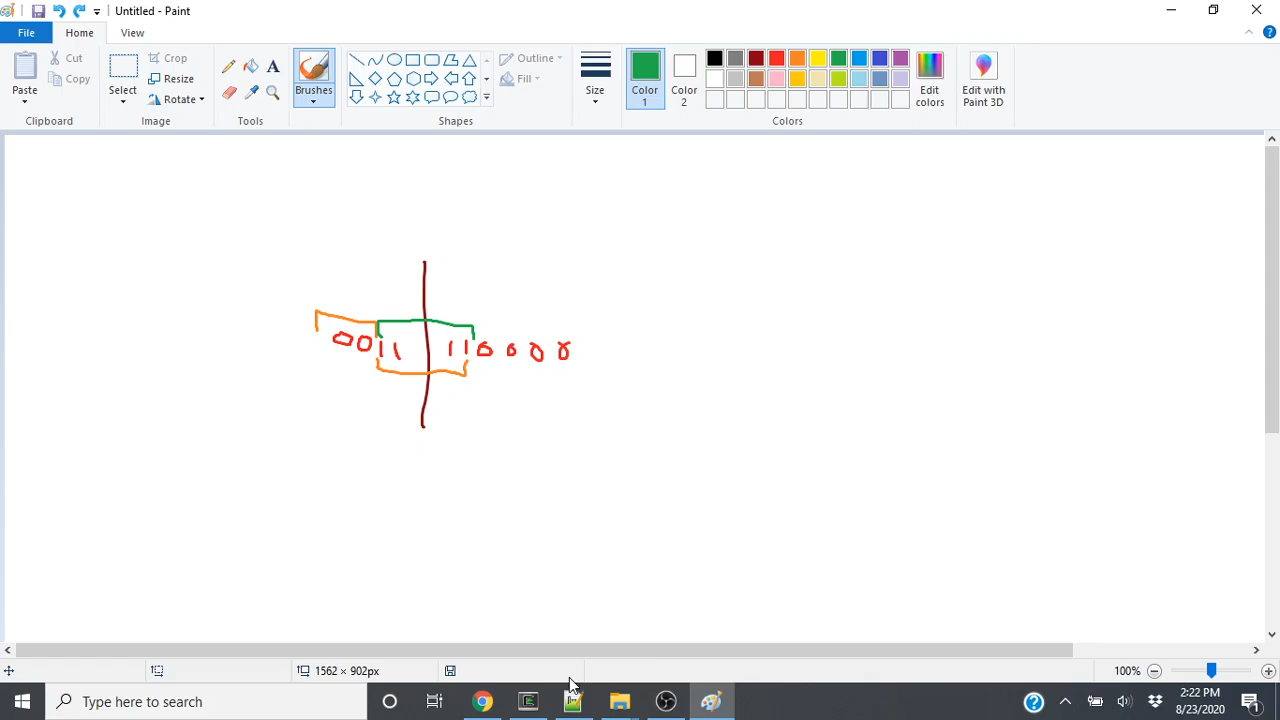 Untitled - Paint
File Home View
Paste Cut Copy Select Crop Resize Rotate A Brushes Outline Fill Size Color 1 Color 2 Edit colors Edit with Paint 3D
Clipboard Image Tools Shapes Colors
0011 110000
1562 × 902px 100%
Type here to search
2:22 PM
8/23/2020
1